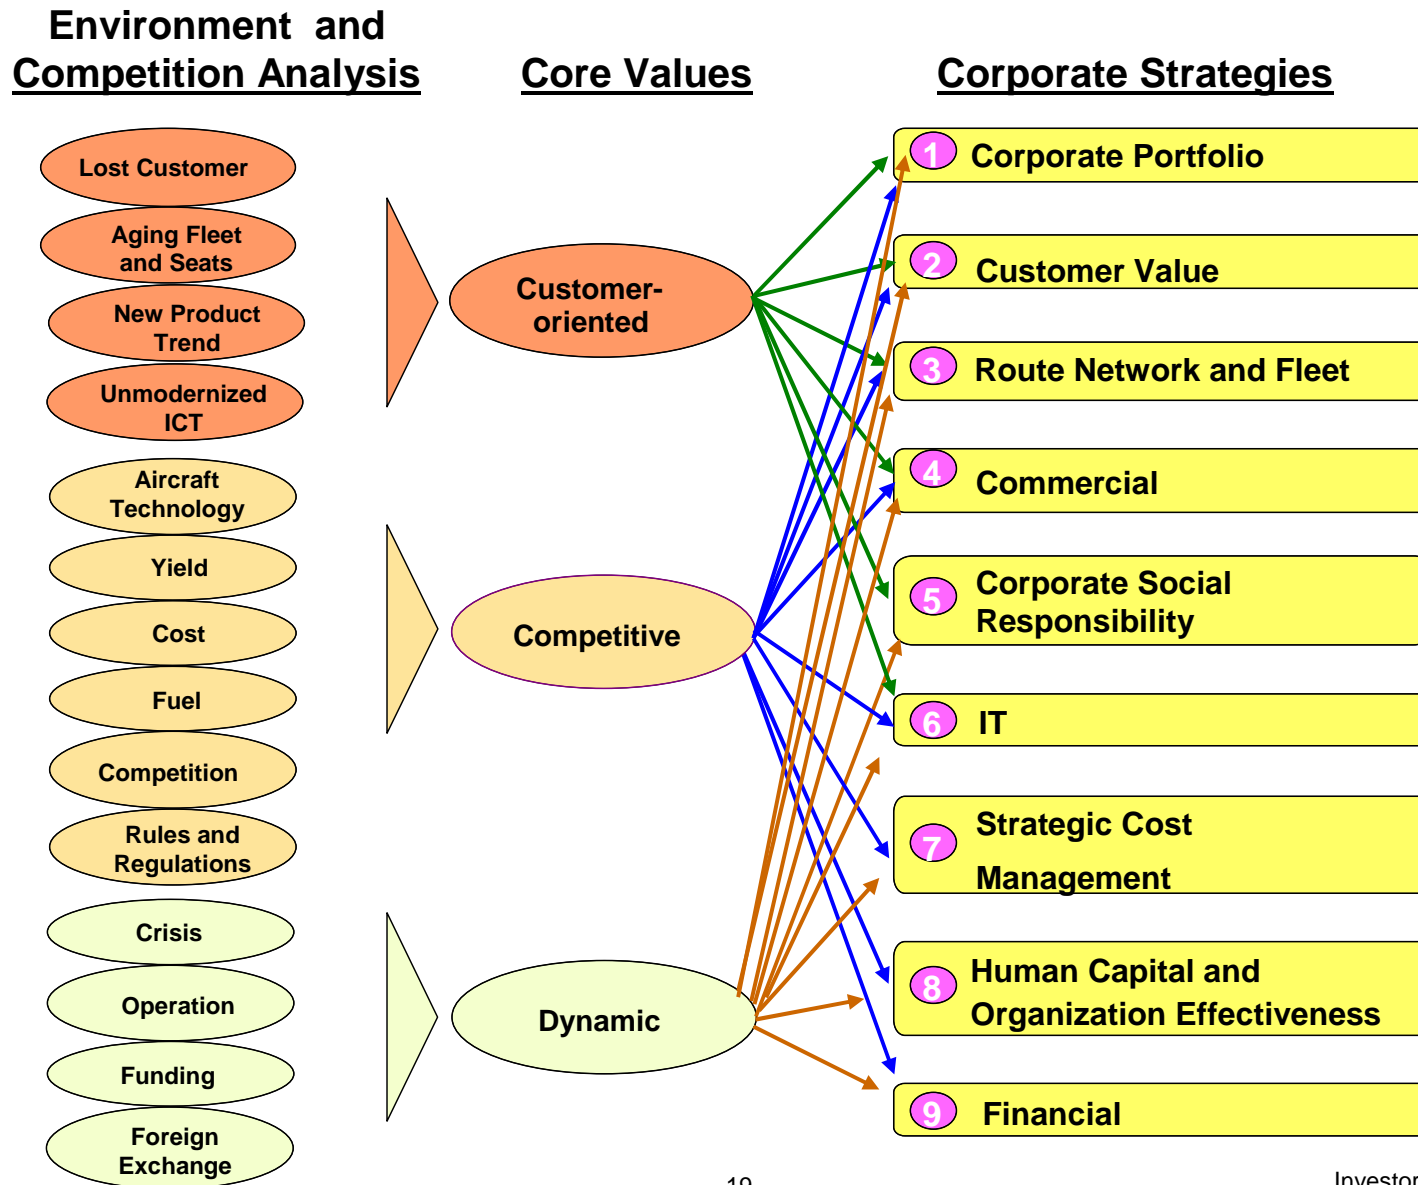 Environment and
Competition Analysis
Core Values
Corporate Strategies
Lost Customer
Aging Fleet
and Seats
New Product
Trend
Unmodernized
ICT
Aircraft
Technology
Yield
Cost
Fuel
Competition
Rules and
Regulations
Crisis
Operation
Funding
Foreign
Exchange
Customer-
oriented
Competitive
Dynamic
1 Corporate Portfolio
2 Customer Value
3 Route Network and Fleet
4 Commercial
5 Corporate Social
Responsibility
6 IT
7 Strategic Cost
Management
8 Human Capital and
Organization Effectiveness
9 Financial
19
Investor